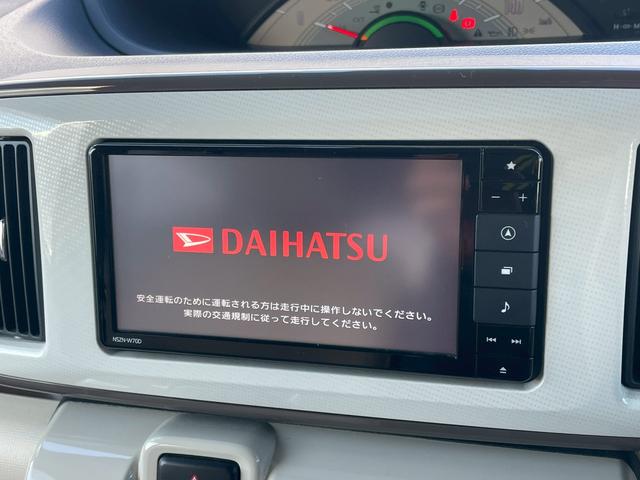 DAIHATSU
安全運転のために運転される方は走行中に操作しないでください。
実際の交通規制に従って走行してください。
NSZN-W70D